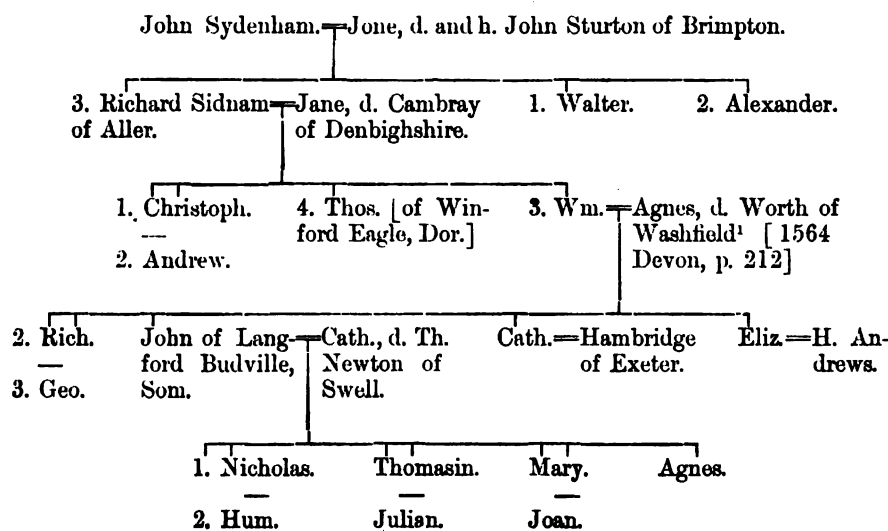 John Sydenham.=Jone, d. and h. John Sturton of Brimpton.
3. Richard Sidnam=Jane, d. Cambray 1. Walter. 2. Alexander.
of Aller. of Denbighshire.
1. Christoph. 4. Thos. [of Win- 3. Wm.=Agnes, d. Worth of
— ford Eagle, Dor.] Washfield¹ [1564
2. Andrew. Devon, p. 212]
2. Rich. John of Lang-=Cath., d. Th. Cath.=Hambridge Eliz.=H. An-
— ford Budville, Newton of of Exeter. drews.
3. Geo. Som. Swell.
1. Nicholas. Thomasin. Mary. Agnes.
— — —
2. Hum. Julian. Joan.